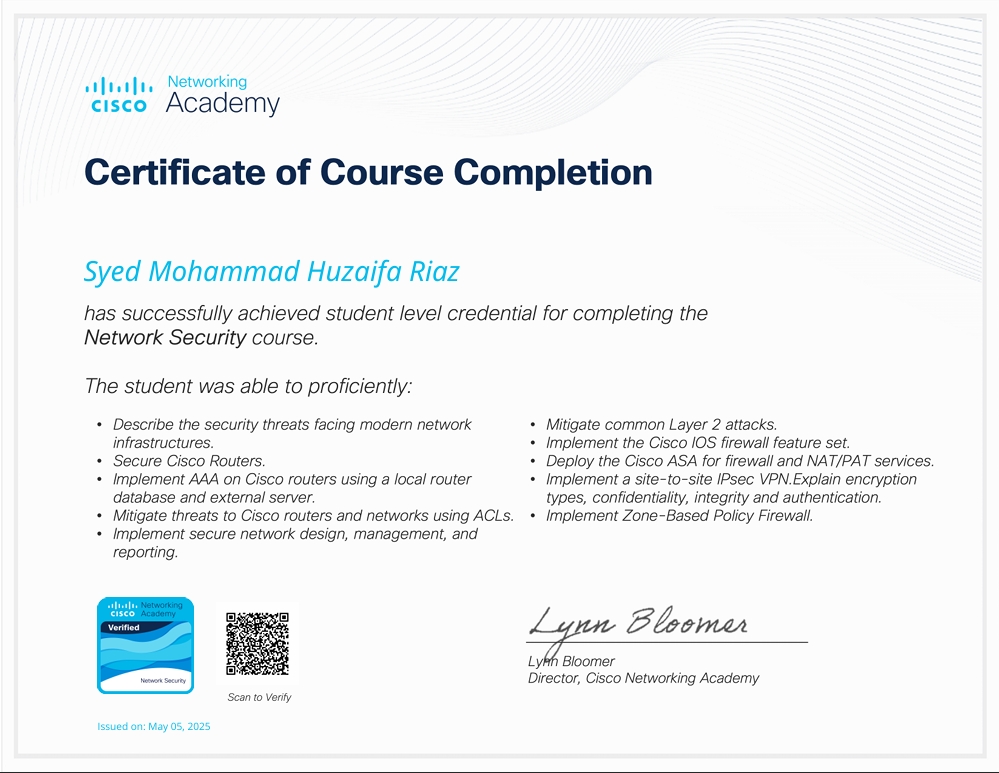 Networking
Academy
CISCO
Certificate of Course Completion
Syed Mohammad Huzaifa Riaz
has successfully achieved student level credential for completing the
Network Security course.
The student was able to proficiently:
• Describe the security threats facing modern network
infrastructures.
• Secure Cisco Routers.
• Implement AAA on Cisco routers using a local router
database and external server.
• Mitigate threats to Cisco routers and networks using ACLs.
• Implement secure network design, management, and
reporting.
• Mitigate common Layer 2 attacks.
• Implement the Cisco IOS firewall feature set.
• Deploy the Cisco ASA for firewall and NAT/PAT services.
• Implement a site-to-site IPsec VPN.Explain encryption
types, confidentiality, integrity and authentication.
• Implement Zone-Based Policy Firewall.
Networking
Academy
CISCO
Verified
Network Security
Scan to Verify
Issued on: May 05, 2025
Lynn Bloomer
Lynn Bloomer
Director, Cisco Networking Academy